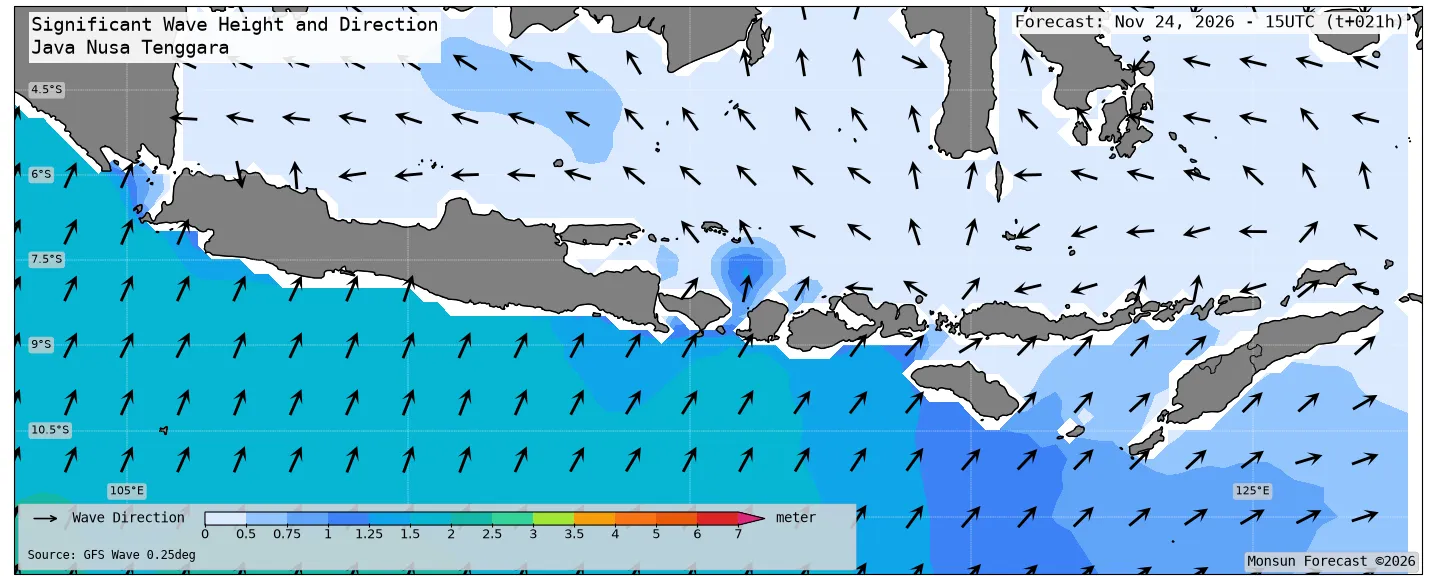 Significant Wave Height and Direction
Java Nusa Tenggara
Forecast: Nov 24, 2026 - 15UTC (t+021h)
4.5°S
6°S
7.5°S
9°S
10.5°S
105°E
125°E
Wave Direction
meter
0 0.5 0.75 1 1.25 1.5 2 2.5 3 3.5 4 5 6 7
Source: GFS Wave 0.25deg
Monsun Forecast ©2026